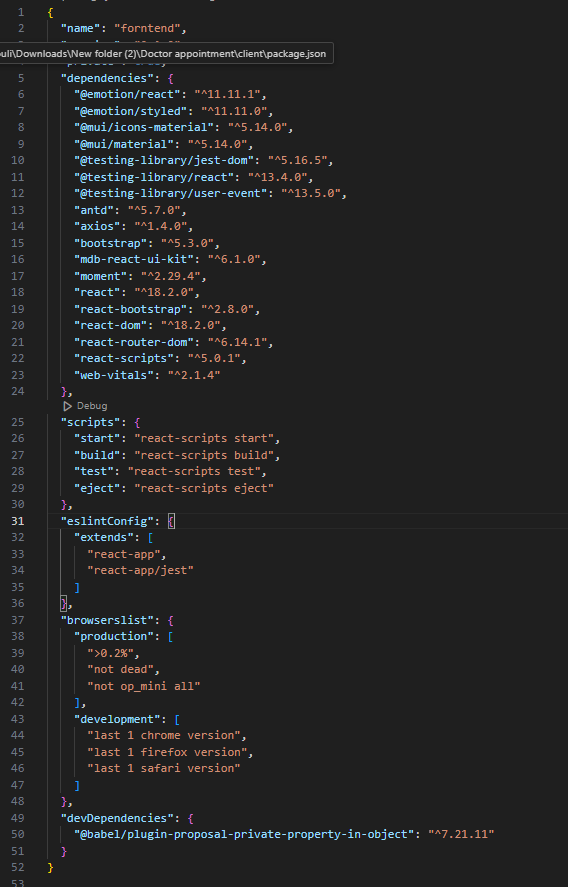 1 {
2 "name": "forntend",
uli\Downloads\New folder (2)\Doctor appointment\client\package.json
5 "dependencies": {
6 "@emotion/react": "^11.11.1",
7 "@emotion/styled": "^11.11.0",
8 "@mui/icons-material": "^5.14.0",
9 "@mui/material": "^5.14.0",
10 "@testing-library/jest-dom": "^5.16.5",
11 "@testing-library/react": "^13.4.0",
12 "@testing-library/user-event": "^13.5.0",
13 "antd": "^5.7.0",
14 "axios": "^1.4.0",
15 "bootstrap": "^5.3.0",
16 "mdb-react-ui-kit": "^6.1.0",
17 "moment": "^2.29.4",
18 "react": "^18.2.0",
19 "react-bootstrap": "^2.8.0",
20 "react-dom": "^18.2.0",
21 "react-router-dom": "^6.14.1",
22 "react-scripts": "^5.0.1",
23 "web-vitals": "^2.1.4"
24 },
Debug
25 "scripts": {
26 "start": "react-scripts start",
27 "build": "react-scripts build",
28 "test": "react-scripts test",
29 "eject": "react-scripts eject"
30 },
31 "eslintConfig": {
32 "extends": [
33 "react-app",
34 "react-app/jest"
35 ]
36 },
37 "browserslist": {
38 "production": [
39 ">0.2%",
40 "not dead",
41 "not op_mini all"
42 ],
43 "development": [
44 "last 1 chrome version",
45 "last 1 firefox version",
46 "last 1 safari version"
47 ]
48 },
49 "devDependencies": {
50 "@babel/plugin-proposal-private-property-in-object": "^7.21.11"
51 }
52 }
53